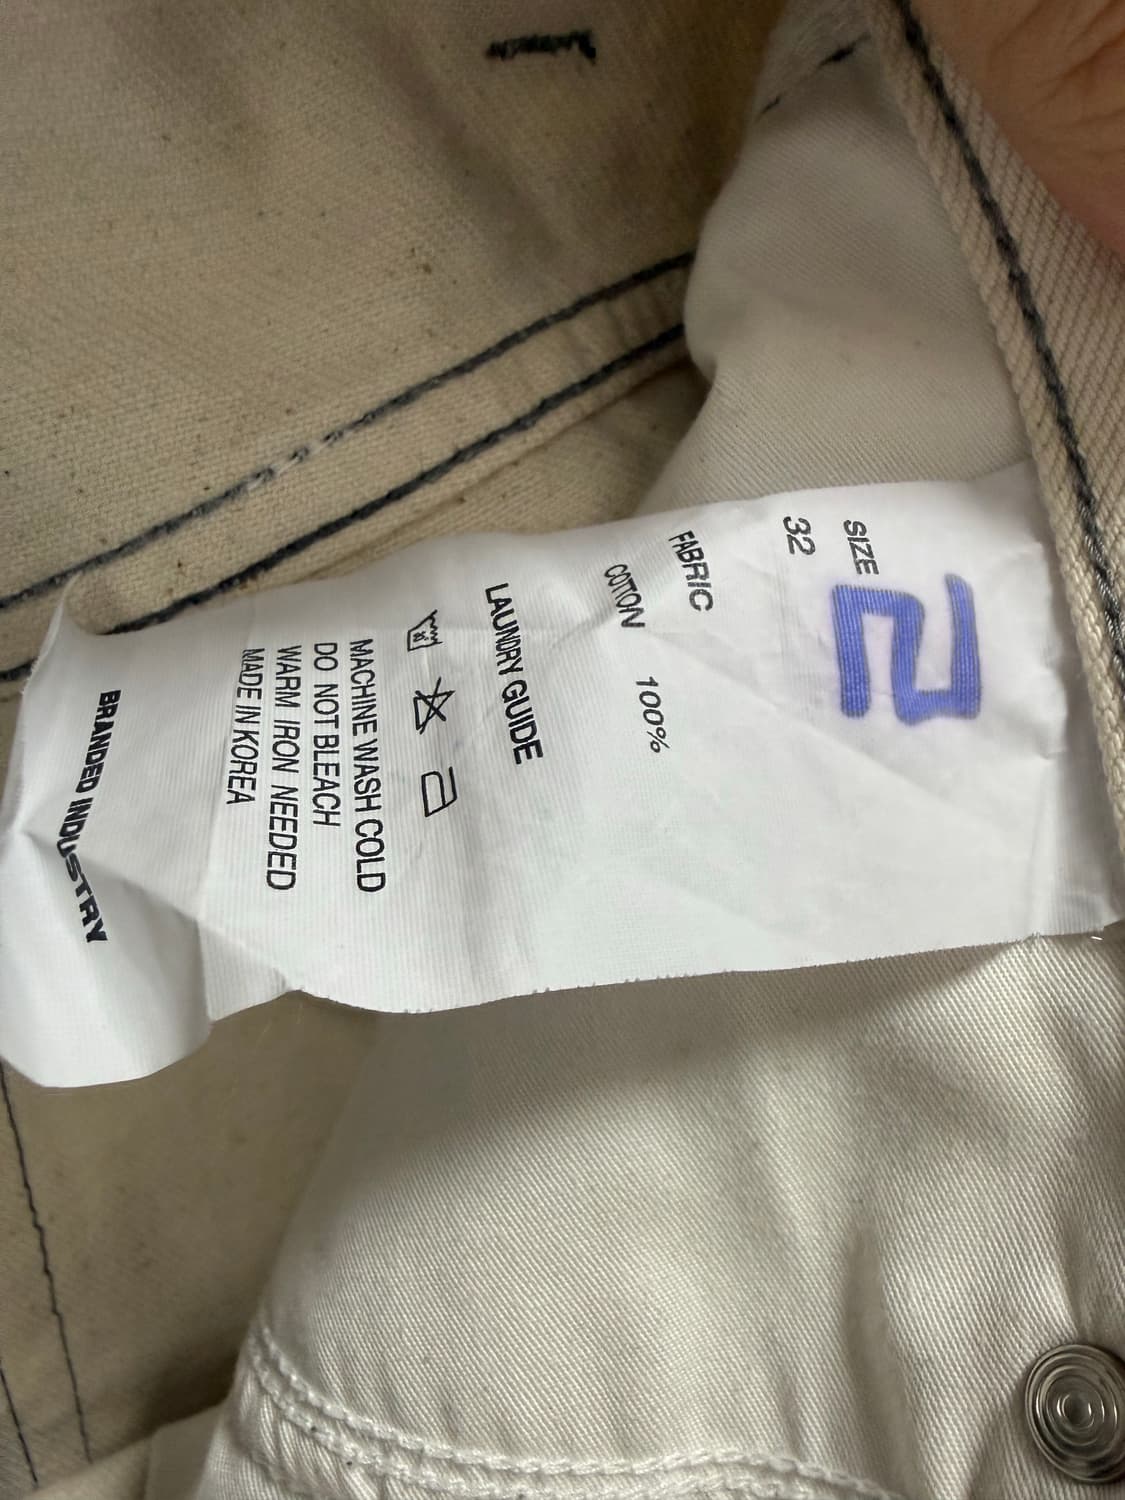 SIZE
32
FABRIC
COTON 100%
LAUNDRY GUIDE
MACHINE WASH COLD
DO NOT BLEACH
WARM IRON NEEDED
MADE IN KOREA
BRANDED INDUSTRY